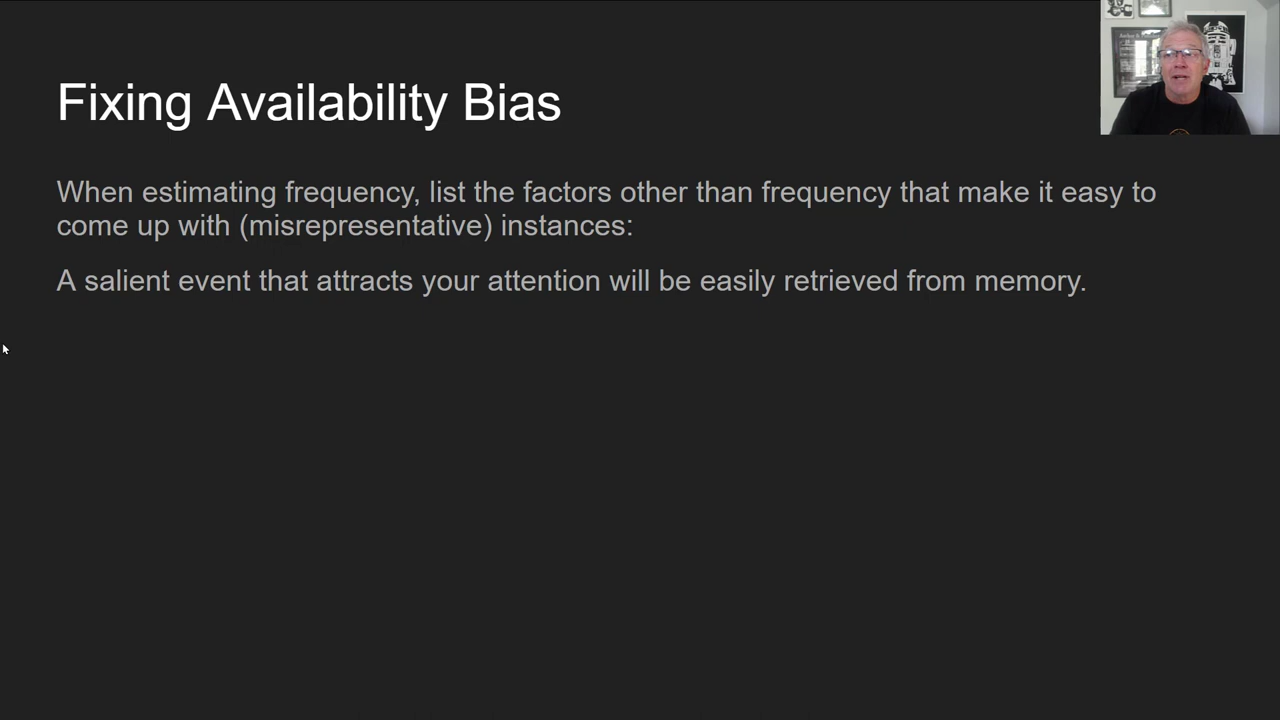 Fixing Availability Bias
When estimating frequency, list the factors other than frequency that make it easy to
come up with (misrepresentative) instances:
A salient event that attracts your attention will be easily retrieved from memory.